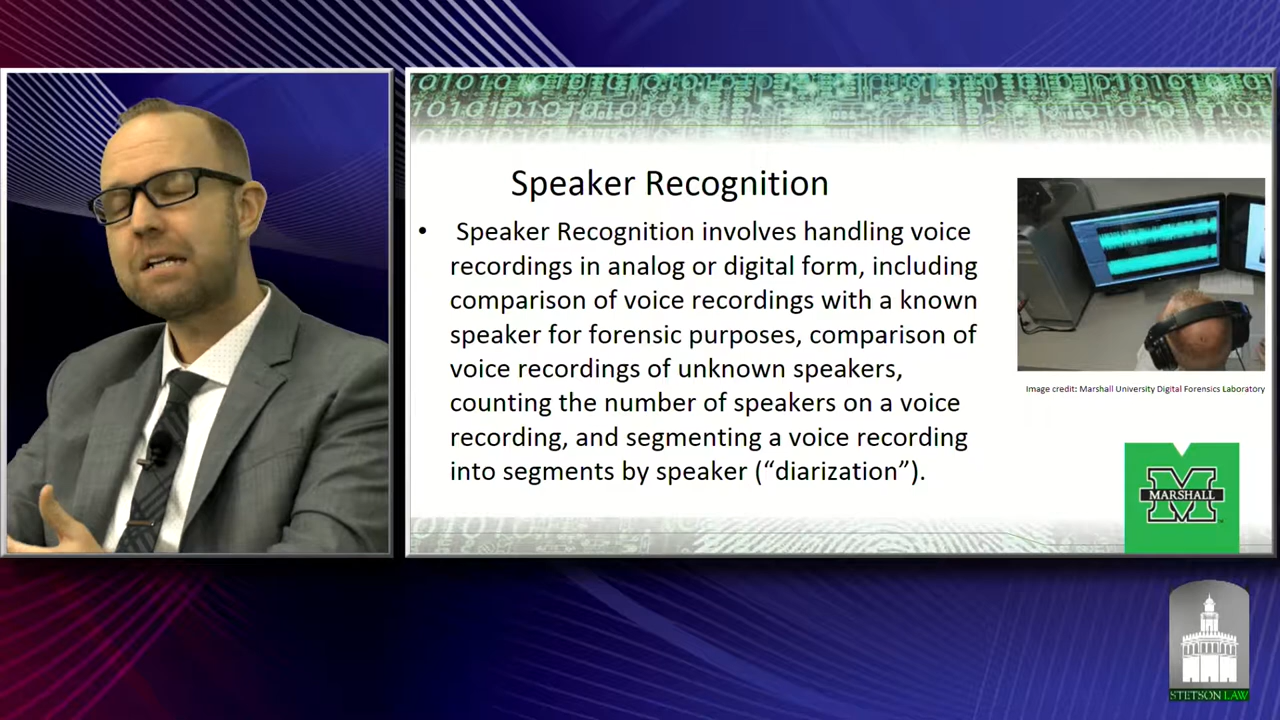 Speaker Recognition
• Speaker Recognition involves handling voice
recordings in analog or digital form, including
comparison of voice recordings with a known
speaker for forensic purposes, comparison of
voice recordings of unknown speakers,
counting the number of speakers on a voice
recording, and segmenting a voice recording
into segments by speaker (“diarization”).
Image credit: Marshall University Digital Forensics Laboratory
MARSHALL
STETSON LAW